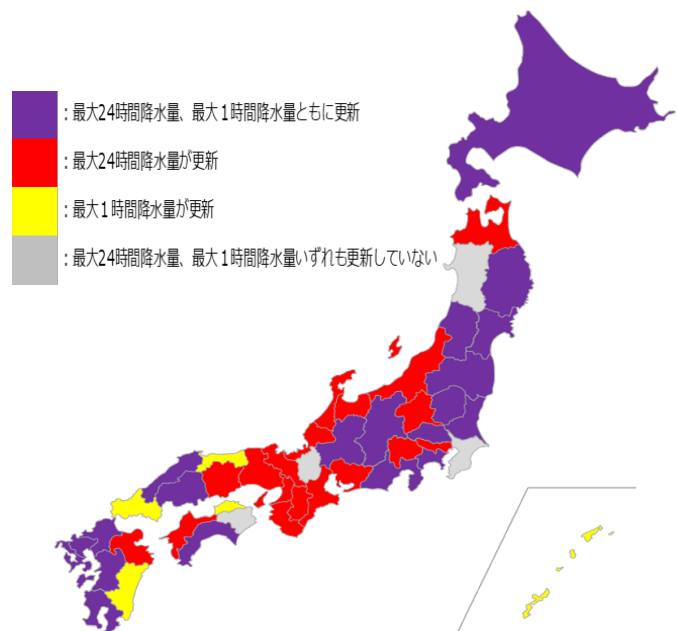 ：最大24時間降水量、最大１時間降水量ともに更新
：最大24時間降水量が更新
：最大１時間降水量が更新
：最大24時間降水量、最大１時間降水量いずれも更新していない